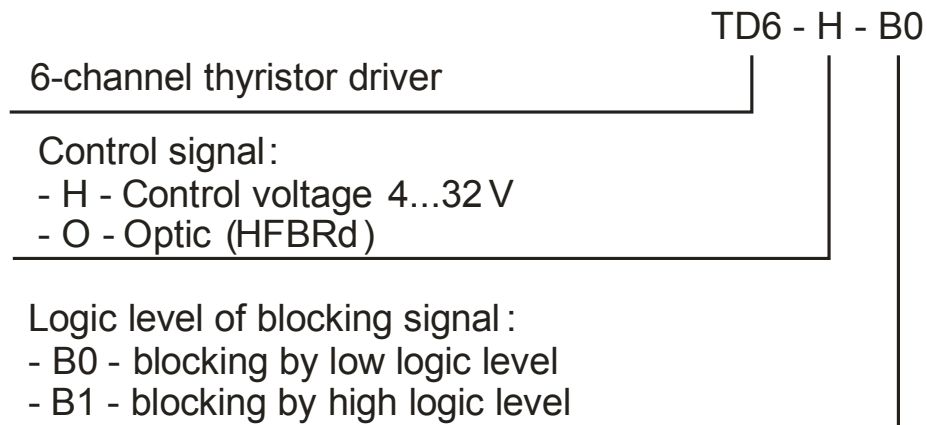 TD6 - H - B0
6-channel thyristor driver
Control signal:
- H - Control voltage 4...32 V
- O - Optic (HFBRd)
Logic level of blocking signal:
- B0 - blocking by low logic level
- B1 - blocking by high logic level